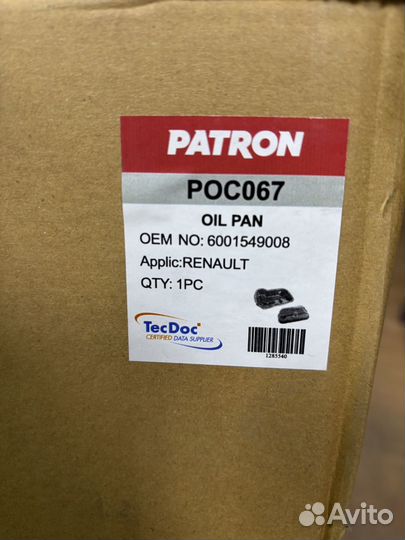 PATRON
POC067
OIL PAN
OEM NO: 6001549008
Applic:RENAULT
QTY: 1PC
TecDoc
CERTIFIED DATA SUPPLIER
1285540
Avito